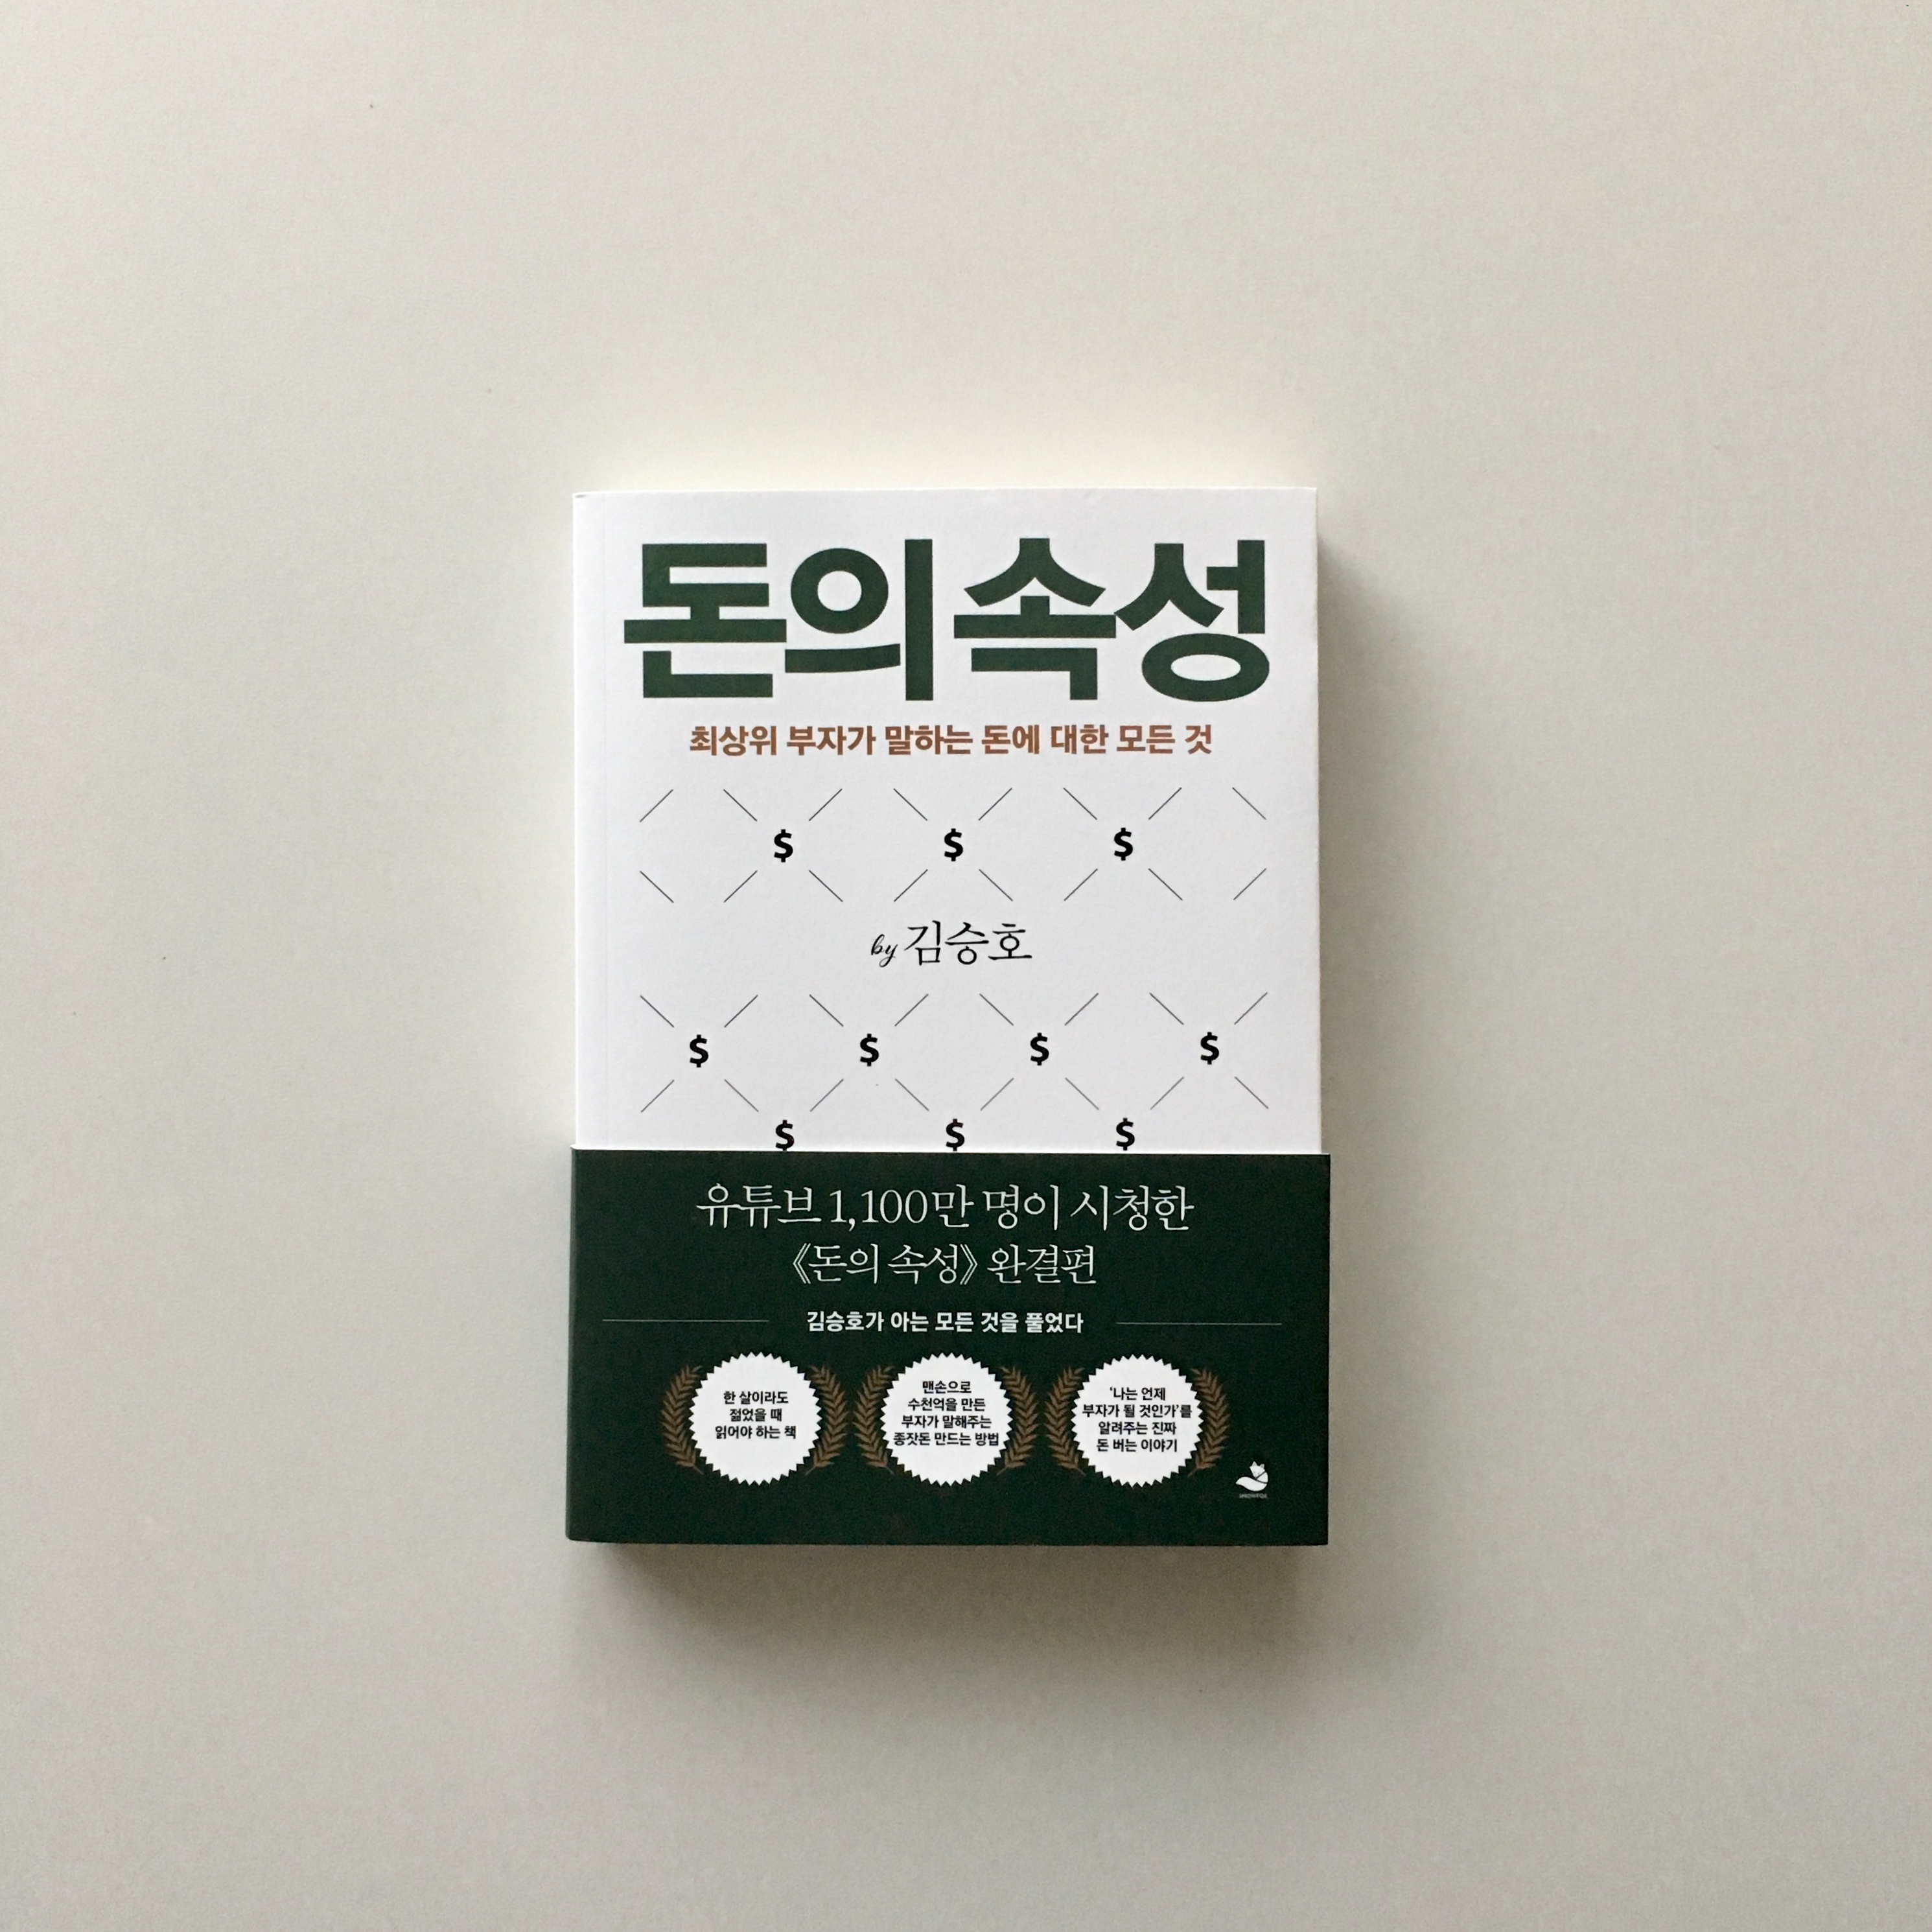 돈의 속성
최상위 부자가 말하는 돈에 대한 모든 것
$ $ $
by 김승호
$ $ $ $
$ $ $
유튜브 1,100만 명이 시청한
《돈의 속성》 완결편
김승호가 아는 모든 것을 풀었다
한 살이라도
젊었을 때
읽어야 하는 책
맨손으로
수천억을 만든
부자가 말해주는
종잣돈 만드는 방법
‘나는 언제
부자가 될 것인가’를
알려주는 진짜
돈 버는 이야기